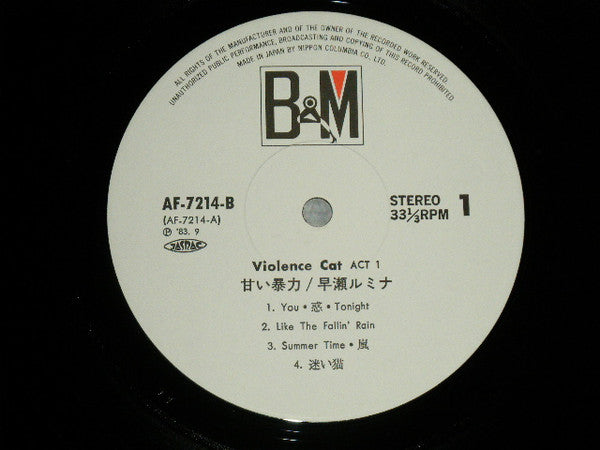 ALL RIGHTS OF THE MANUFACTURER AND OF THE OWNER OF THE RECORDED WORK RESERVED.
UNAUTHORIZED PUBLIC PERFORMANCE, BROADCASTING AND COPYING OF THIS RECORD PROHIBITED
MADE IN JAPAN BY NIPPON COLUMBIA CO., LTD.
B&M
AF-7214-B
(AF-7214-A)
Ⓟ '83. 9
JASRAC
STEREO
33⅓RPM
1
Violence Cat ACT 1
甘い暴力/早瀬ルミナ
1. You・惑・Tonight
2. Like The Fallin' Rain
3. Summer Time・嵐
4. 迷い猫